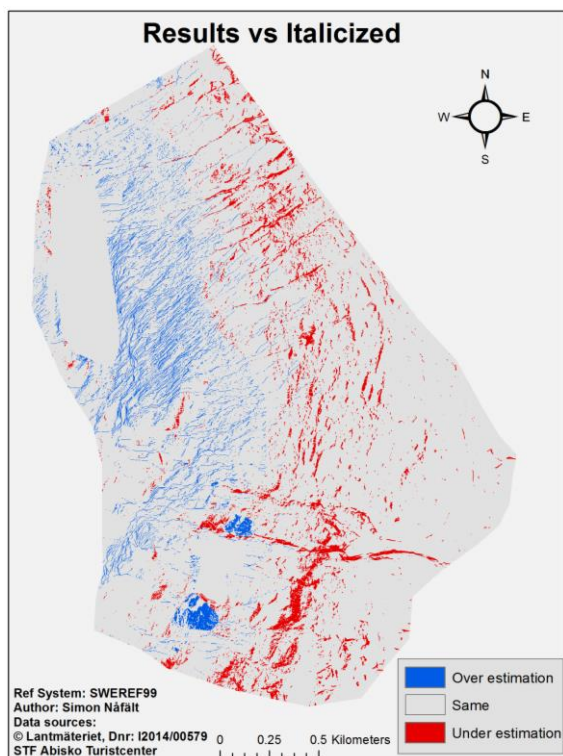 Results vs Italicized
N
W E
S
Over estimation
Same
Under estimation
Ref System: SWEREF99
Author: Simon Nåfält
Data sources:
© Lantmäteriet, Dnr: I2014/00579
STF Abisko Turistcenter
0 0.25 0.5 Kilometers